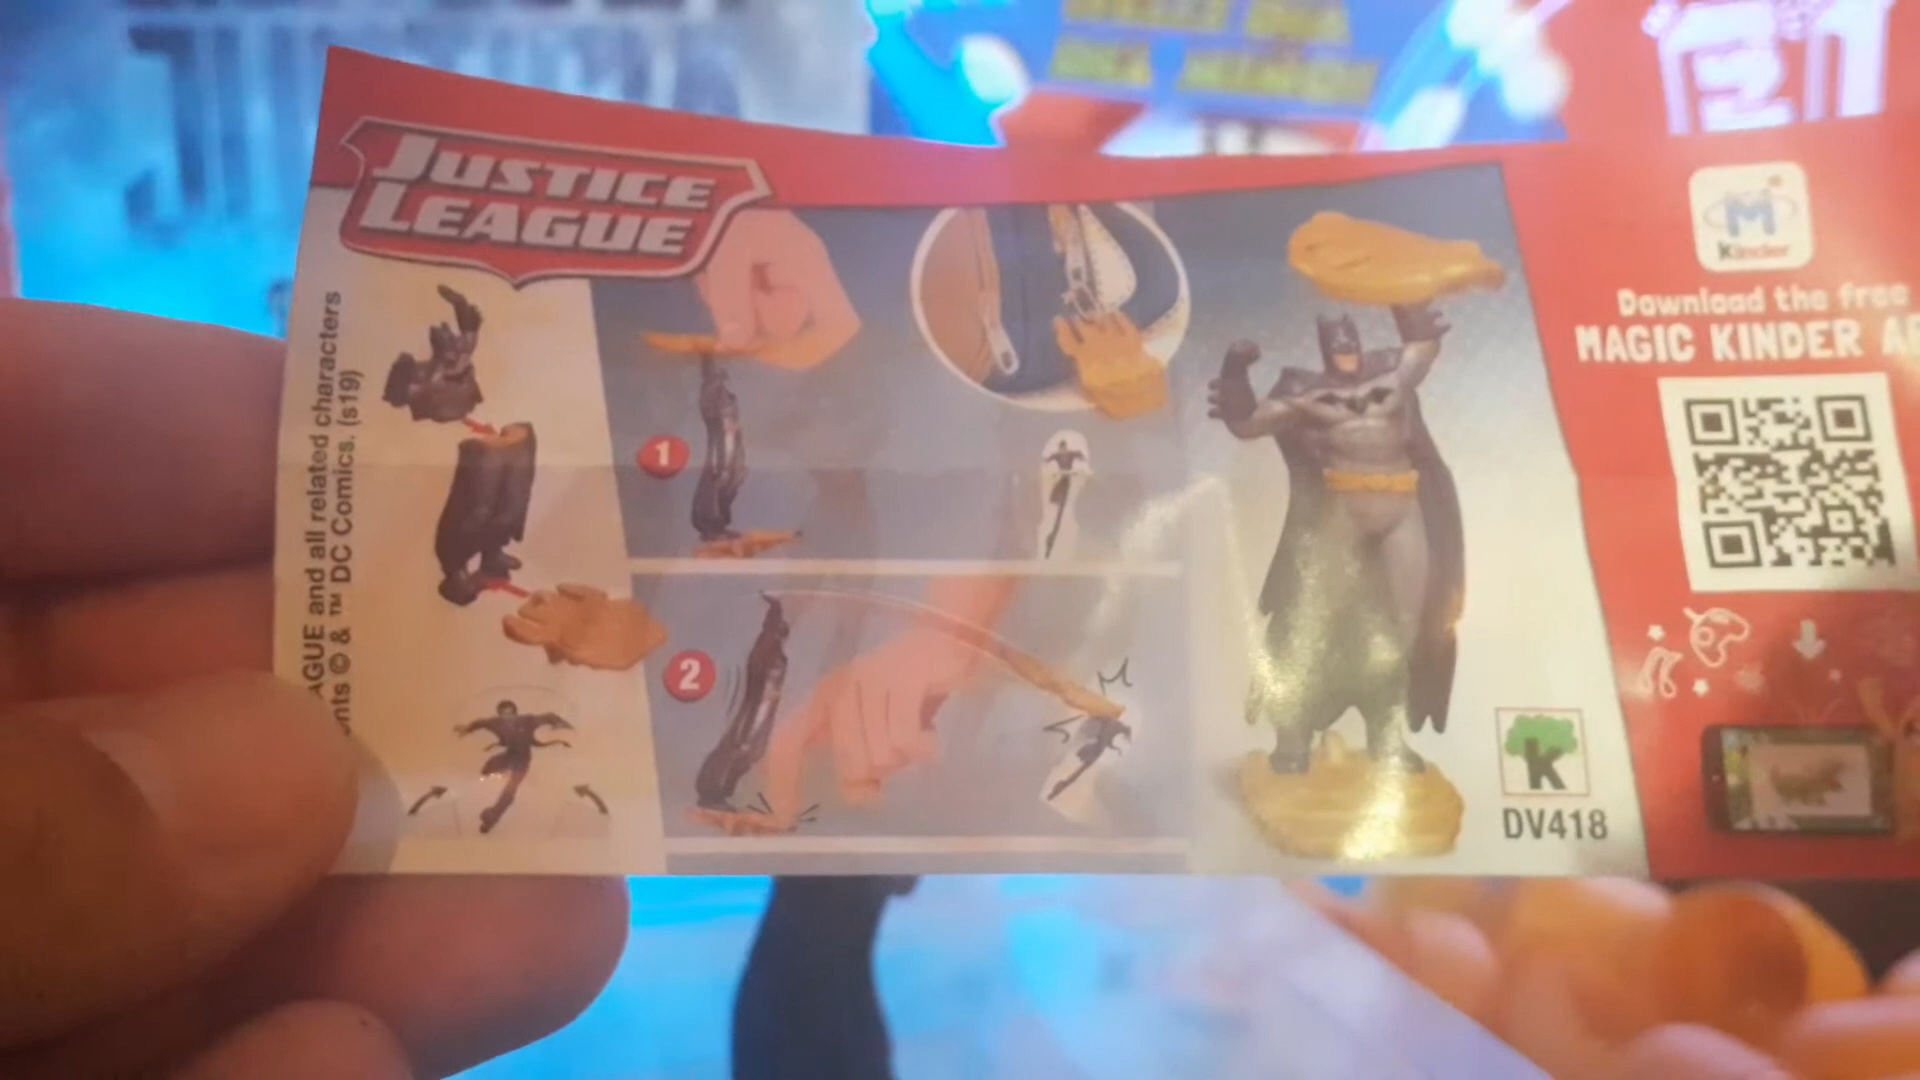 JUSTICE
LEAGUE
AGUE and all related characters
nts © & ™ DC Comics. (s19)
1
2
K
DV418
M
Kinder
Download the free
MAGIC KINDER